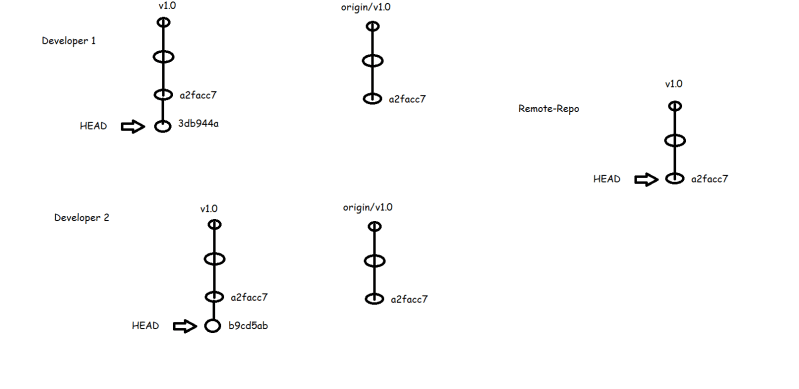 v1.0
origin/v1.0
Developer 1
a2facc7
a2facc7
HEAD
3db944a
v1.0
Remote-Repo
HEAD
a2facc7
Developer 2
v1.0
origin/v1.0
a2facc7
a2facc7
HEAD
b9cd5ab